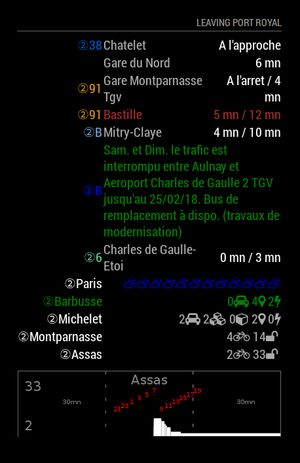 LEAVING PORT ROYAL
②38 Chatelet A l'approche
Gare du Nord 6 mn
②91 Gare Montparnasse A l'arret / 4
Tgv mn
②91 Bastille 5 mn / 12 mn
②B Mitry-Claye 4 mn / 10 mn
Sam. et Dim. le trafic est
interrompu entre Aulnay et
Aeroport Charles de Gaulle 2 TGV
②B jusqu'au 25/02/18. Bus de
remplacement à dispo. (travaux de
modernisation)
②6 Charles de Gaulle- 0 mn / 3 mn
Etoi
②Paris
②Barbusse 0 4 2
②Michelet 2 2 0 2 0
②Montparnasse 4 14
②Assas 2 33
Assas
33
30mn 30mn
2